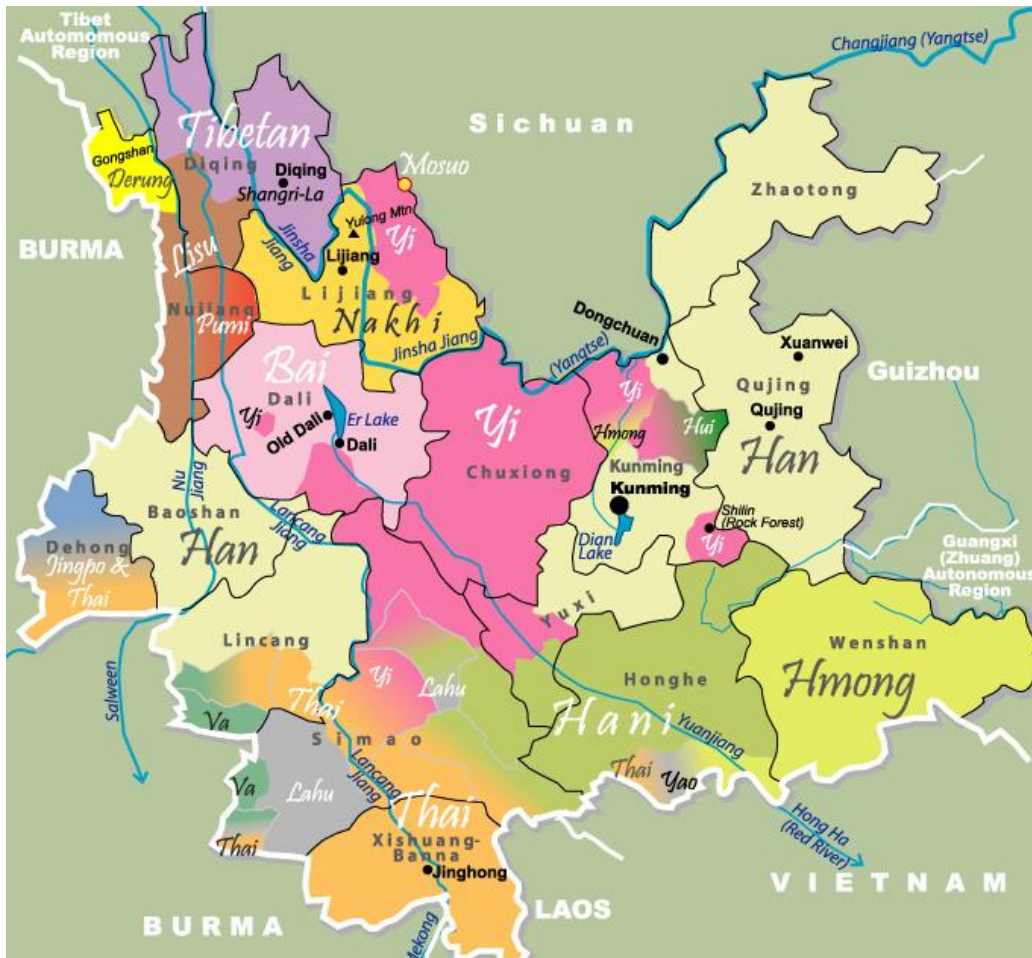 Tibet
Automomous
Region
Changjiang (Yangtse)
Sichuan
Tibetan
Mosuo
Gongshan
Diqing
Diqing
Derung
Shangri-La
Zhaotong
Yulong Mtn
BURMA
Lisu
Jinsha
Jiang
Yi
Lijiang
Lijiang
Nujiang
Pumi
Nakhi
Dongchuan
Xuanwei
Jinsha Jiang
(Yangtse)
Guizhou
Bai
Dali
Yi
Qujing
Yi
Er Lake
Old Dali
Dali
Yi
Hmong
Hui
Qujing
Han
Chuxiong
Kunming
Kunming
Nu
Jiang
Baoshan
Han
Lancang
Jiang
Shilin
(Rock Forest)
Yi
Dian
Lake
Guangxi
(Zhuang)
Autonomous
Region
Dehong
Jingpo &
Thai
Yuxi
Lincang
Wenshan
Hmong
Salween
Yi
Lahu
Honghe
Thai
Va
Hani
Simao
Yuanjiang
Lancang
Jiang
Thai
Yao
Va
Lahu
Thai
Thai
Xishuang-
Banna
Jinghong
Hong Ha
(Red River)
VIETNAM
LAOS
BURMA
Mekong